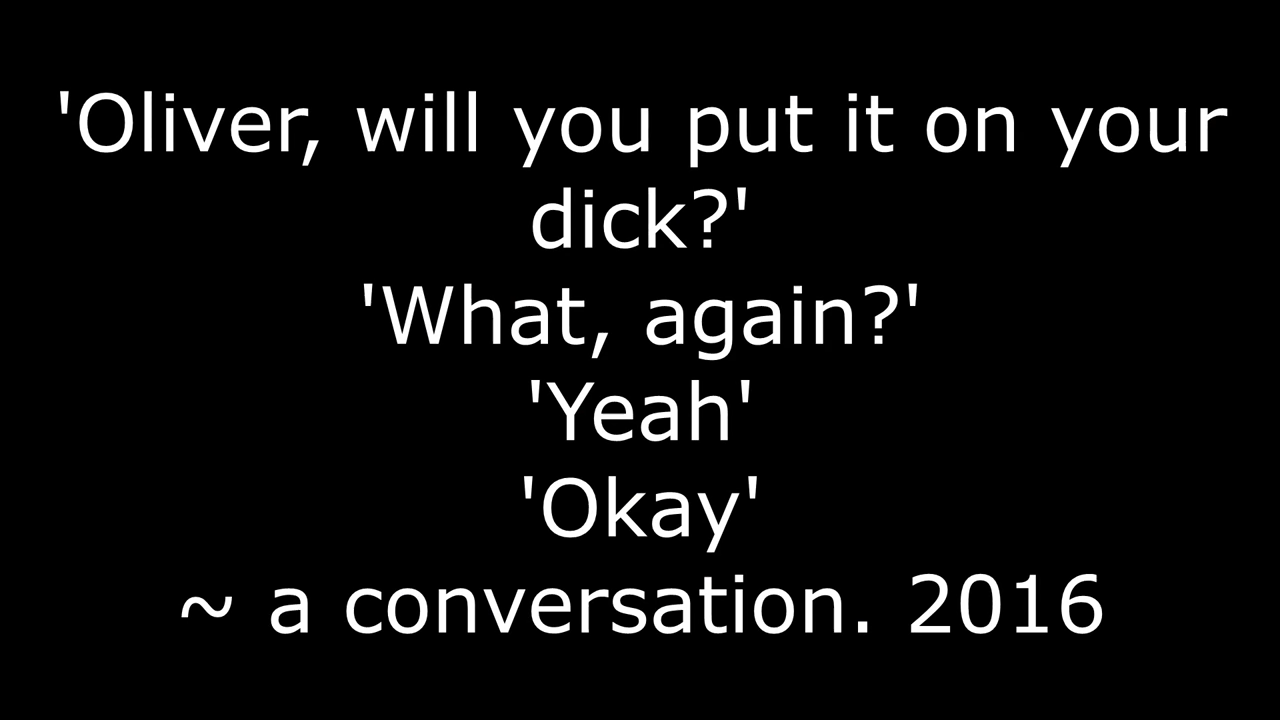 'Oliver, will you put it on your
dick?'
'What, again?'
'Yeah'
'Okay'
~ a conversation. 2016